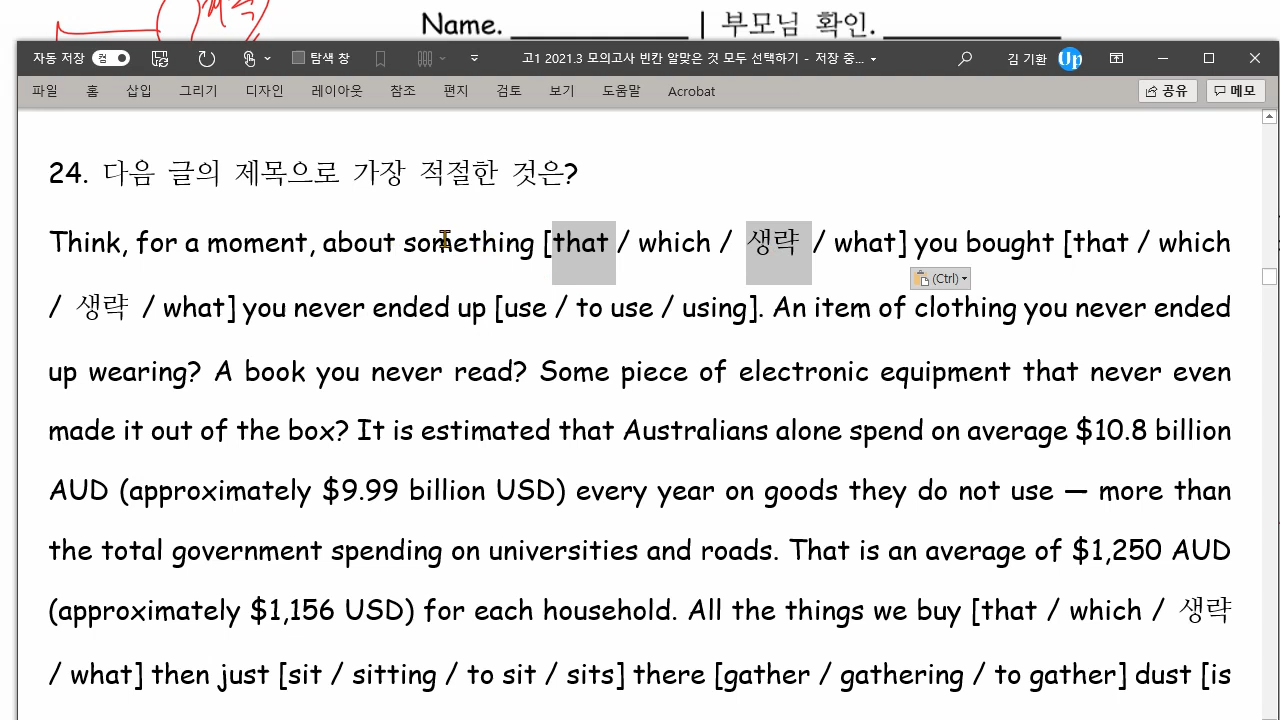 Name. ____________ | 부모님 확인. ____________
자동 저장 컴 탐색 창 고1 2021.3 모의고사 빈칸 알맞은 것 모두 선택하기 - 저장 중... 김 기환 Up
파일 홈 삽입 그리기 디자인 레이아웃 참조 편지 검토 보기 도움말 Acrobat 공유 메모
24. 다음 글의 제목으로 가장 적절한 것은?
Think, for a moment, about something [that / which / 생략 / what] you bought [that / which
(Ctrl)
/ 생략 / what] you never ended up [use / to use / using]. An item of clothing you never ended
up wearing? A book you never read? Some piece of electronic equipment that never even
made it out of the box? It is estimated that Australians alone spend on average $10.8 billion
AUD (approximately $9.99 billion USD) every year on goods they do not use — more than
the total government spending on universities and roads. That is an average of $1,250 AUD
(approximately $1,156 USD) for each household. All the things we buy [that / which / 생략
/ what] then just [sit / sitting / to sit / sits] there [gather / gathering / to gather] dust [is